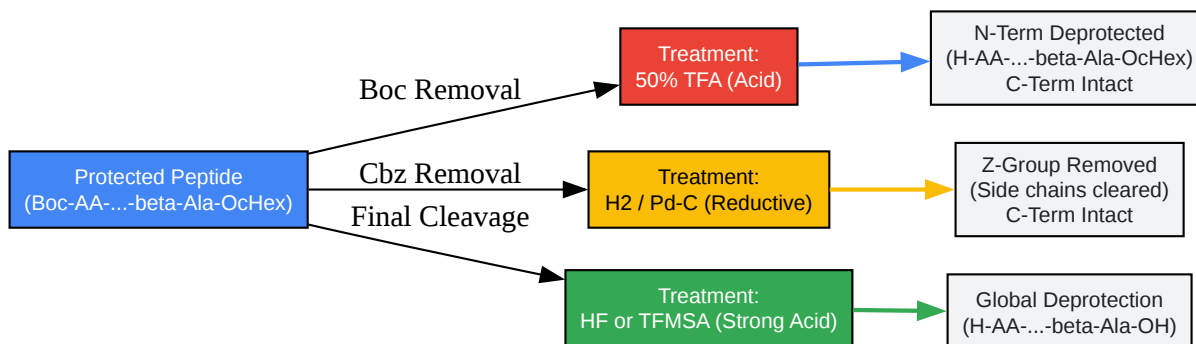 Protected Peptide
(Boc-AA-...-beta-Ala-OcHex)
Boc Removal
Cbz Removal
Final Cleavage
Treatment:
50% TFA (Acid)
Treatment:
H2 / Pd-C (Reductive)
Treatment:
HF or TFMSA (Strong Acid)
N-Term Deprotected
(H-AA-...-beta-Ala-OcHex)
C-Term Intact
Z-Group Removed
(Side chains cleared)
C-Term Intact
Global Deprotection
(H-AA-...-beta-Ala-OH)